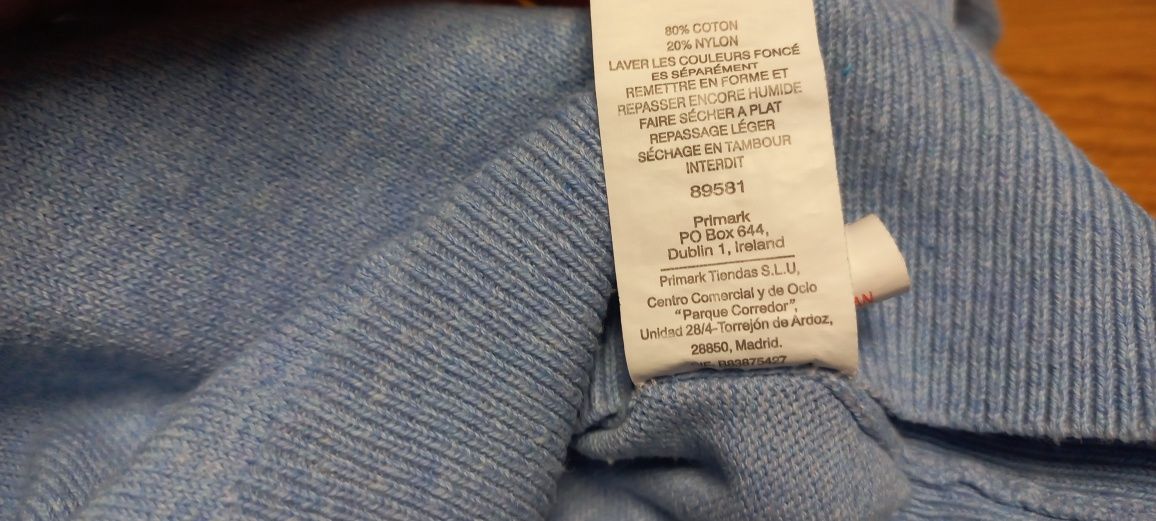 80% COTON
20% NYLON
LAVER LES COULEURS FONCÉ
ES SÉPARÉMENT
REMETTRE EN FORME ET
REPASSER ENCORE HUMIDE
FAIRE SÉCHER A PLAT
REPASSAGE LÉGER
SÉCHAGE EN TAMBOUR
INTERDIT
89581
Primark
PO Box 644,
Dublin 1, Ireland
Primark Tiendas S.L.U,
Centro Comercial y de Ocio
“Parque Corredor”,
Unidad 28/4-Torrejón de Ardoz,
28850, Madrid.
B83875427
AN